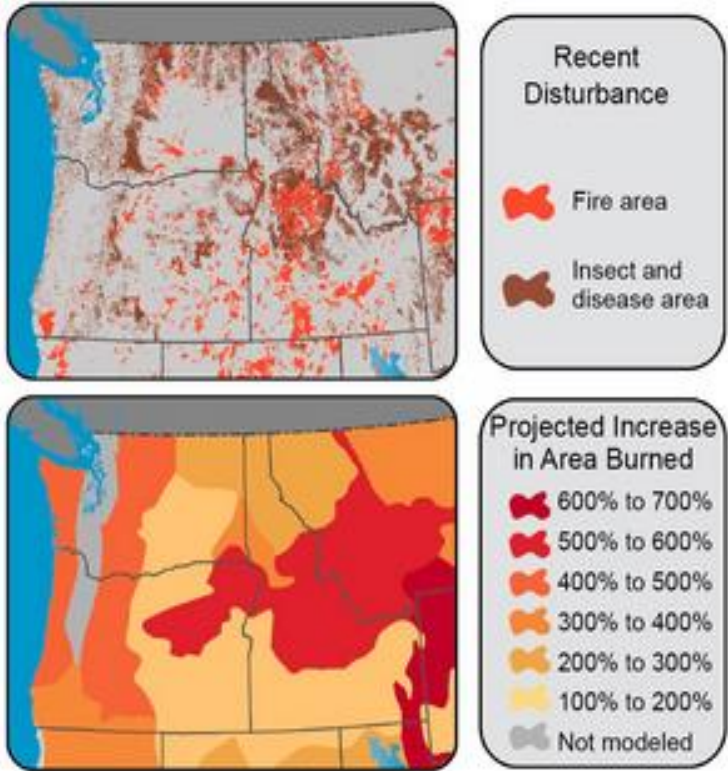 Recent
Disturbance
Fire area
Insect and
disease area
Projected Increase
in Area Burned
600% to 700%
500% to 600%
400% to 500%
300% to 400%
200% to 300%
100% to 200%
Not modeled